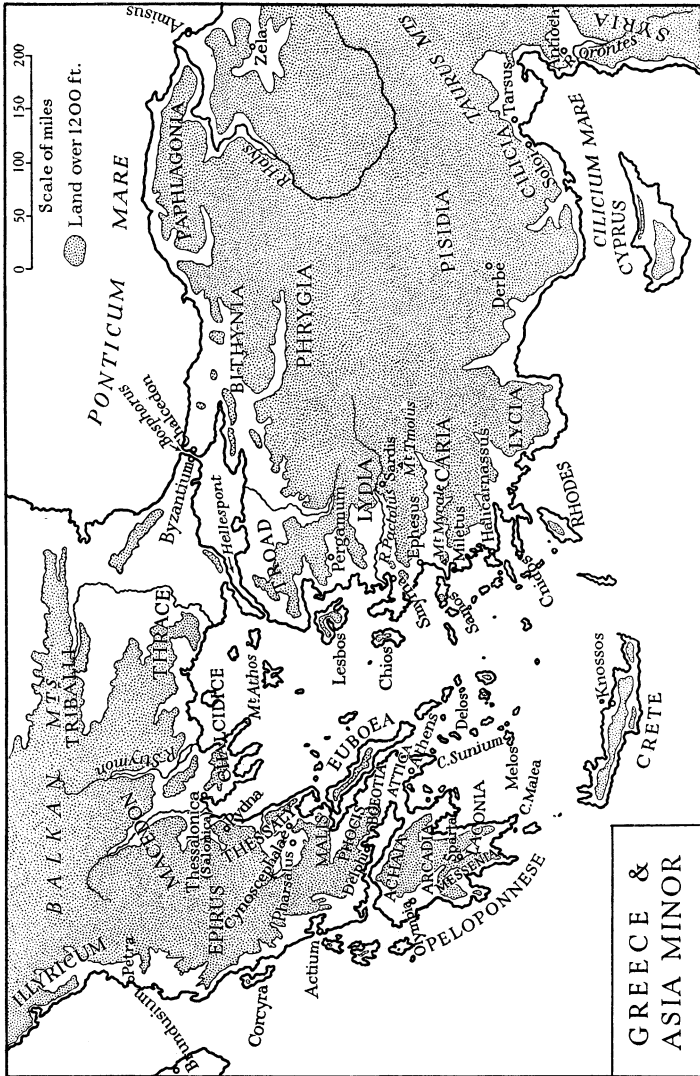 GREECE &
ASIA MINOR
Scale of miles
0 50 100 150 200
Land over 1200 ft.
PONTICUM MARE
CILICIUM MARE
BALKAN MTS
TRIBALLI
ILLYRICUM
Petra
Brundusium
MACEDON
R. Strymon
THRACE
Byzantium
Bosphorus
Chalcedon
Hellespont
BITHYNIA
PAPHLAGONIA
Amisus
Zela
R. Halys
PHRYGIA
TROAD
Thessalonica
(Salonica)
CHALCIDICE
Mt. Athos
Pydna
EPIRUS
THESSALY
Cynoscephalae
Pharsalus
Corcyra
Actium
MALIS
PHOCIS
Delphi
BOEOTIA
EUBOEA
ATTICA
Athens
C. Sunium
ACHAIA
ARCADIA
Olympia
Sparta
MESSENIA
PELOPONNESE
C. Malea
Melos
Delos
Lesbos
Chios
Samos
Pergamum
LYDIA
R. Pactolus
Sardis
Mt. Tmolus
Ephesus
Mt. Mycale
Miletus
CARIA
Halicarnassus
Cnidos
LYCIA
RHODES
PISIDIA
Derbe
TAURUS MTS
CILICIA
Soloi
Tarsus
Antioch
R. Orontes
SYRIA
CYPRUS
Knossos
CRETE